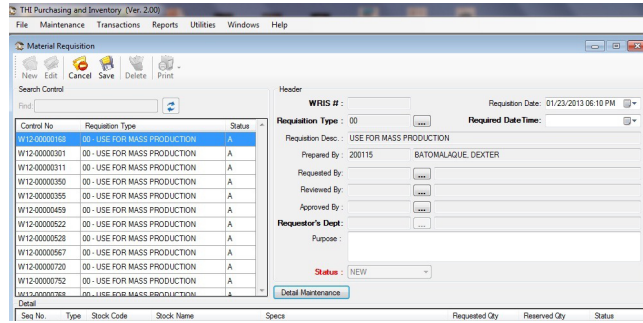 THI Purchasing and Inventory (Ver. 2.00)
File Maintenance Transactions Reports Utilities Windows Help
Material Requisition
New Edit Cancel Save Delete Print
Search Control
Find:
Control No Requisition Type Status
W12-00000168 00 - USE FOR MASS PRODUCTION A
W12-00000301 00 - USE FOR MASS PRODUCTION A
W12-00000311 00 - USE FOR MASS PRODUCTION A
W12-00000350 00 - USE FOR MASS PRODUCTION A
W12-00000355 00 - USE FOR MASS PRODUCTION A
W12-00000459 00 - USE FOR MASS PRODUCTION A
W12-00000522 00 - USE FOR MASS PRODUCTION A
W12-00000528 00 - USE FOR MASS PRODUCTION A
W12-00000567 00 - USE FOR MASS PRODUCTION A
W12-00000720 00 - USE FOR MASS PRODUCTION A
W12-00000752 00 - USE FOR MASS PRODUCTION A
W12-00000768 00 - USE FOR MASS PRODUCTION A
Header
WRIS # : Requisition Date: 01/23/2013 06:10 PM
Requisition Type : 00 ... Required DateTime:
Requisition Desc. : USE FOR MASS PRODUCTION
Prepared By : 200115 BATOMALAQUE, DEXTER
Requested By: ...
Reviewed By: ...
Approved By : ...
Requestor's Dept: ...
Purpose :
Status : NEW
Detail Maintenance
Detail
Seq No. Type Stock Code Stock Name Specs Requested Qty Reserved Qty Status